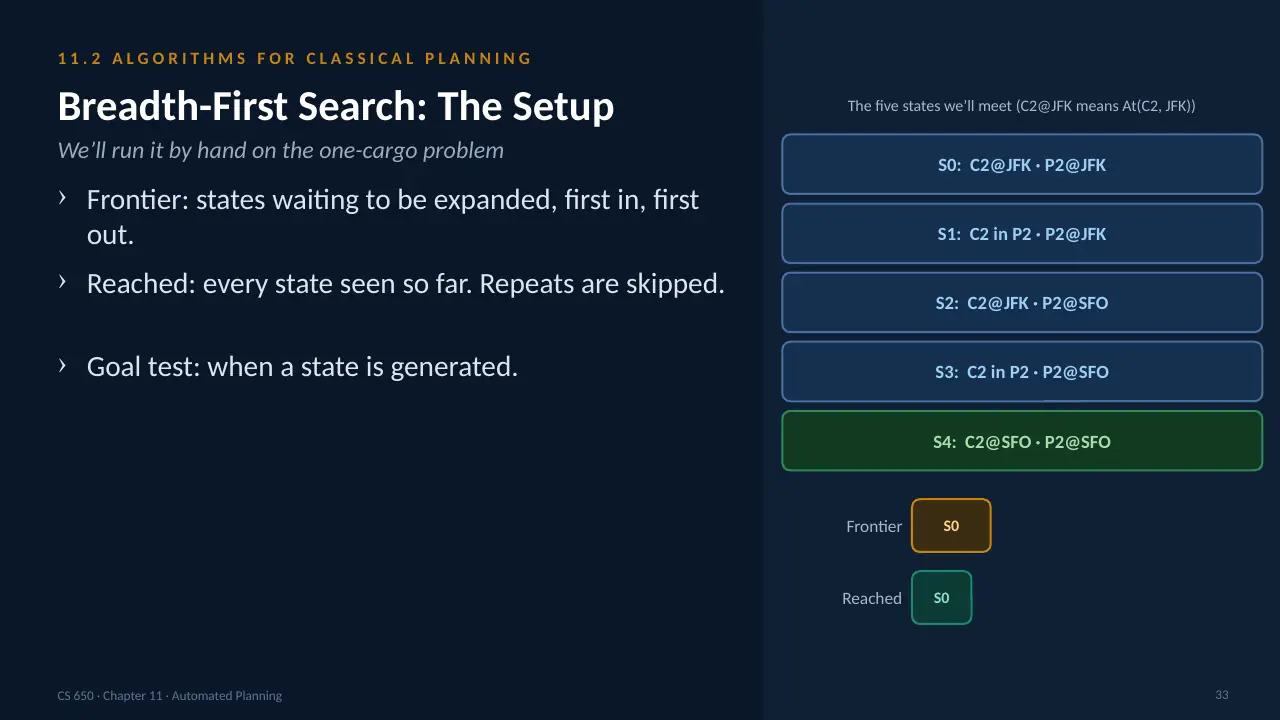 11.2 ALGORITHMS FOR CLASSICAL PLANNING
Breadth-First Search: The Setup
We’ll run it by hand on the one-cargo problem
› Frontier: states waiting to be expanded, first in, first
out.
› Reached: every state seen so far. Repeats are skipped.
› Goal test: when a state is generated.
The five states we’ll meet (C2@JFK means At(C2, JFK))
S0: C2@JFK · P2@JFK
S1: C2 in P2 · P2@JFK
S2: C2@JFK · P2@SFO
S3: C2 in P2 · P2@SFO
S4: C2@SFO · P2@SFO
Frontier S0
Reached S0
CS 650 · Chapter 11 · Automated Planning
33